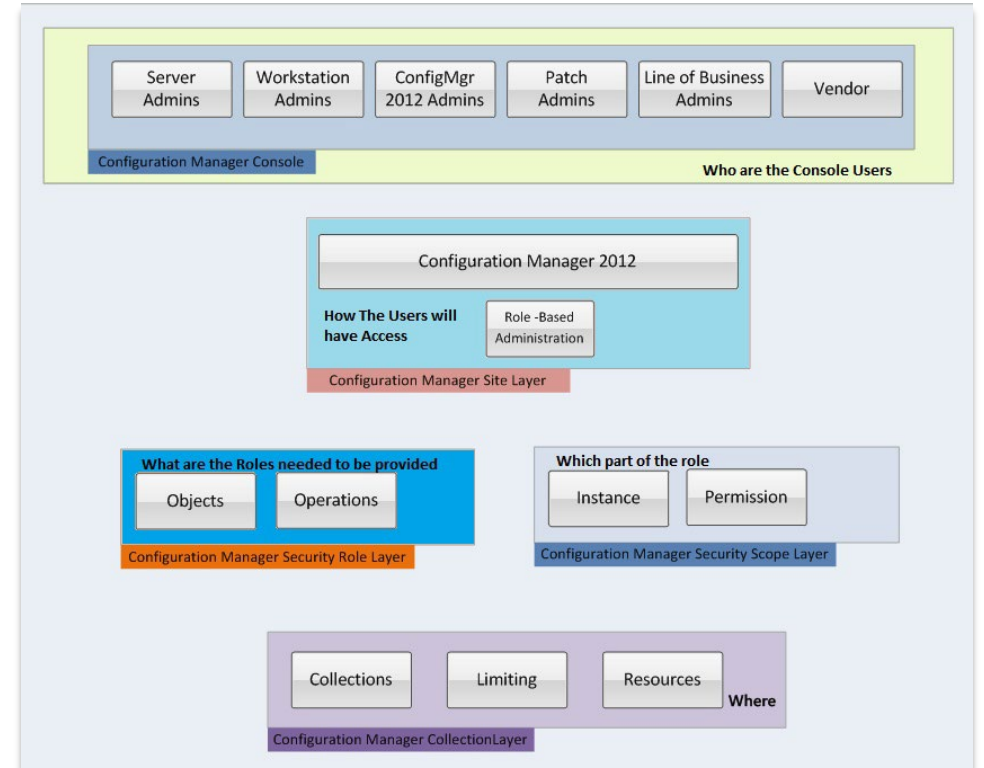 Server
Admins
Workstation
Admins
ConfigMgr
2012 Admins
Patch
Admins
Line of Business
Admins
Vendor
Configuration Manager Console
Who are the Console Users
Configuration Manager 2012
How The Users will
have Access
Role -Based
Administration
Configuration Manager Site Layer
What are the Roles needed to be provided
Objects
Operations
Configuration Manager Security Role Layer
Which part of the role
Instance
Permission
Configuration Manager Security Scope Layer
Collections
Limiting
Resources
Where
Configuration Manager CollectionLayer